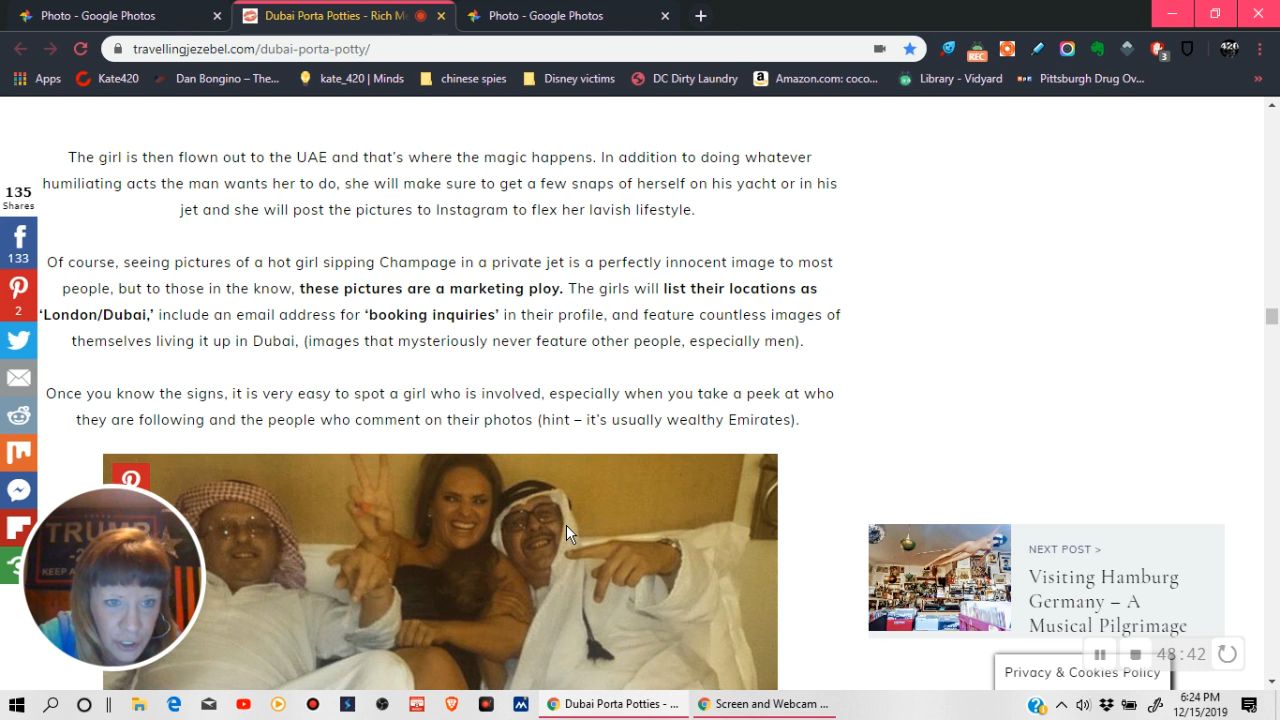 Photo - Google Photos
Dubai Porta Potties - Rich M
Photo - Google Photos
travellingjezebel.com/dubai-porta-potty/
REC
3
420
Apps
Kate420
Dan Bongino – The...
kate_420 | Minds
chinese spies
Disney victims
DC Dirty Laundry
Amazon.com: coco...
Library - Vidyard
Pittsburgh Drug Ov...
The girl is then flown out to the UAE and that's where the magic happens. In addition to doing whatever
humiliating acts the man wants her to do, she will make sure to get a few snaps of herself on his yacht or in his
jet and she will post the pictures to Instagram to flex her lavish lifestyle.
135
Shares
133
2
Of course, seeing pictures of a hot girl sipping Champage in a private jet is a perfectly innocent image to most
people, but to those in the know, these pictures are a marketing ploy. The girls will list their locations as
'London/Dubai,' include an email address for 'booking inquiries' in their profile, and feature countless images of
themselves living it up in Dubai, (images that mysteriously never feature other people, especially men).
Once you know the signs, it is very easy to spot a girl who is involved, especially when you take a peek at who
they are following and the people who comment on their photos (hint – it's usually wealthy Emirates).
TRUMP
KEEP
NEXT POST >
Visiting Hamburg
Germany – A
Musical Pilgrimage
48:42
Privacy & Cookies Policy
Dubai Porta Potties - ...
Screen and Webcam ...
6:24 PM
12/15/2019